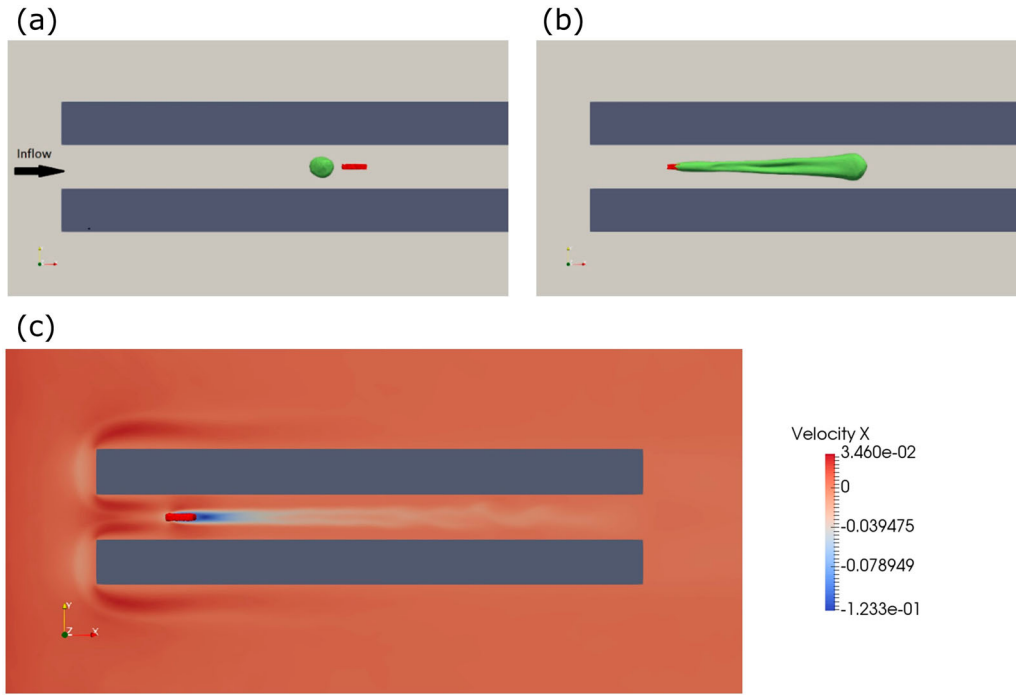 (a)
(b)
Inflow
(c)
Velocity X
3.460e-02
0
-0.039475
-0.078949
-1.233e-01
Y
Z
X